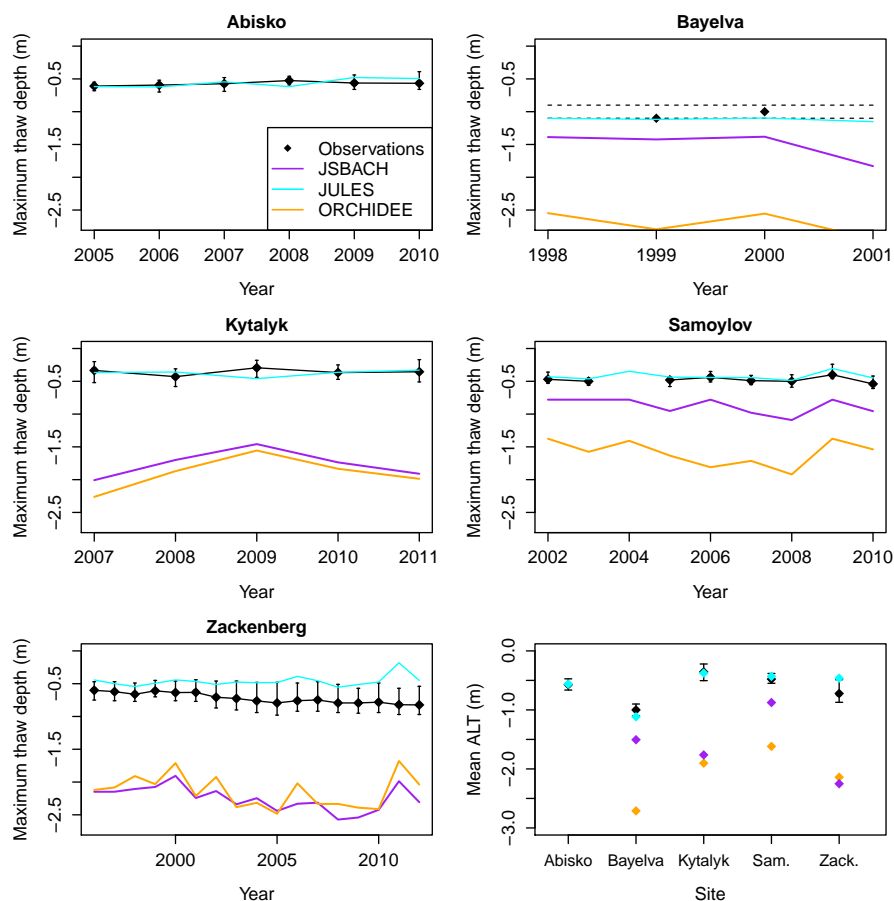 Abisko
Maximum thaw depth (m)
−0.5
−1.5
−2.5
2005 2006 2007 2008 2009 2010
Year
Observations
JSBACH
JULES
ORCHIDEE
Bayelva
Maximum thaw depth (m)
−0.5
−1.5
−2.5
1998 1999 2000 2001
Year
Kytalyk
Maximum thaw depth (m)
−0.5
−1.5
−2.5
2007 2008 2009 2010 2011
Year
Samoylov
Maximum thaw depth (m)
−0.5
−1.5
−2.5
2002 2004 2006 2008 2010
Year
Zackenberg
Maximum thaw depth (m)
−0.5
−1.5
−2.5
2000 2005 2010
Year
Mean ALT (m)
0.0
−1.0
−2.0
−3.0
Abisko Bayelva Kytalyk Sam. Zack.
Site